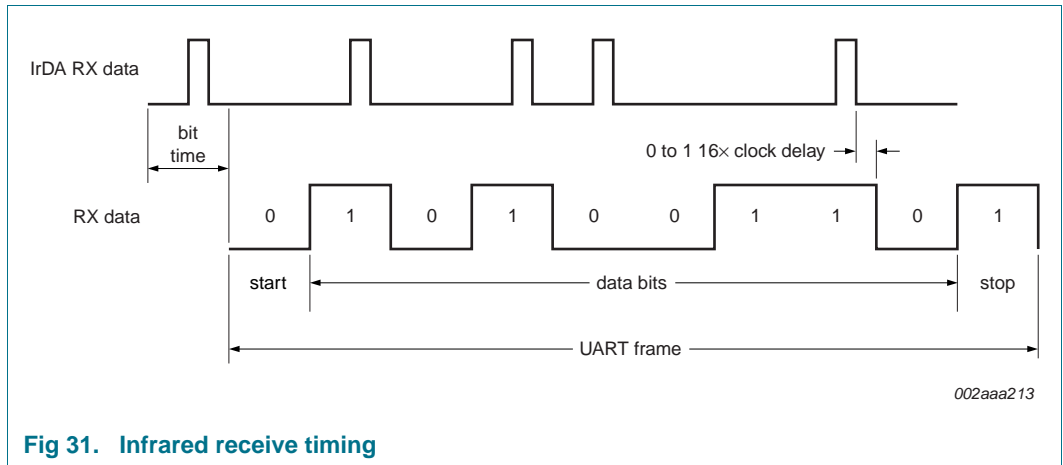 IrDA RX data
bit
time
0 to 1 16× clock delay
RX data
0 1 0 1 0 0 1 1 0 1
start
data bits
stop
UART frame
002aaa213
Fig 31. Infrared receive timing